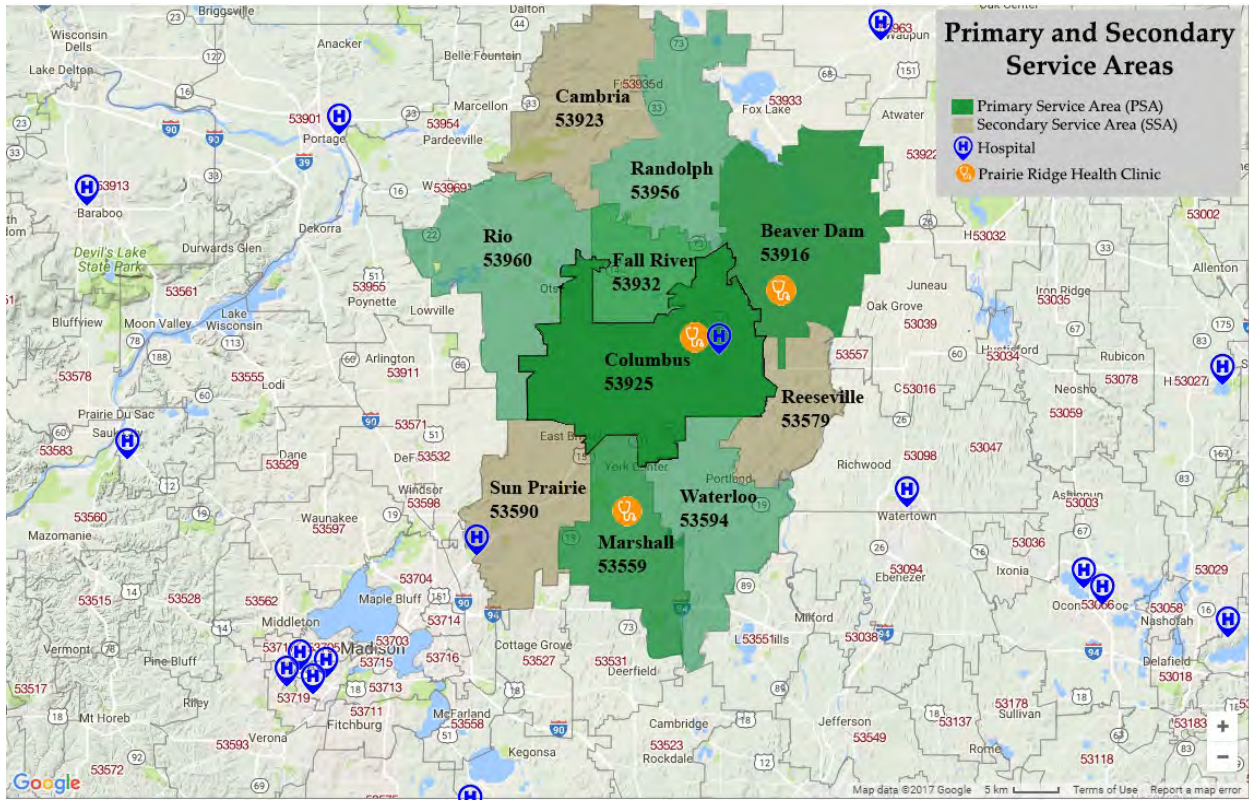 Primary and Secondary
Service Areas
Primary Service Area (PSA)
Secondary Service Area (SSA)
Hospital
Prairie Ridge Health Clinic
Briggsville
Dalton
Wisconsin
Dells
Anacker
Belle Fountain
Lake Delton
53901
Portage
Marcellon
53954
Pardeeville
Cambria
53923
Fox Lake
53933
Waupun
Atwater
53913
Baraboo
Randolph
53956
Dekorra
Devil's Lake
State Park
Durwards Glen
Rio
53960
Beaver Dam
53916
Fall River
53932
53002
53032
Allenton
53561
Lake
Wisconsin
53955
Poynette
Lowville
Juneau
Iron Ridge
53035
Bluffview
Moon Valley
Oak Grove
53039
Columbus
53925
53557
Reeseville
53579
53034
Rubicon
53078
Neosho
53059
53578
53555
Lodi
Arlington
53911
Prairie Du Sac
53583
53571
53532
Dane
53529
53016
53047
53098
Richwood
Windsor
53598
Sun Prairie
53590
Waterloo
53594
Watertown
Ashippun
53003
53560
Mazomanie
Waunakee
53597
Marshall
53559
53036
Ixonia
53029
53094
Ebenezer
53515
53528
53562
Middleton
Maple Bluff
53704
53714
Milford
53038
53058
Nashotah
Vermont
Pine Bluff
Madison
53703
53715
53716
Cottage Grove
53527
53531
Deerfield
Delafield
53018
53517
53719
53713
53711
Fitchburg
Mt Horeb
Riley
Verona
53593
McFarland
53558
Cambridge
53523
Rockdale
Jefferson
53549
53137
53178
Sullivan
53183
Rome
53118
53572
Kegonsa
Google
Map data ©2017 Google
5 km
Terms of Use
Report a map error